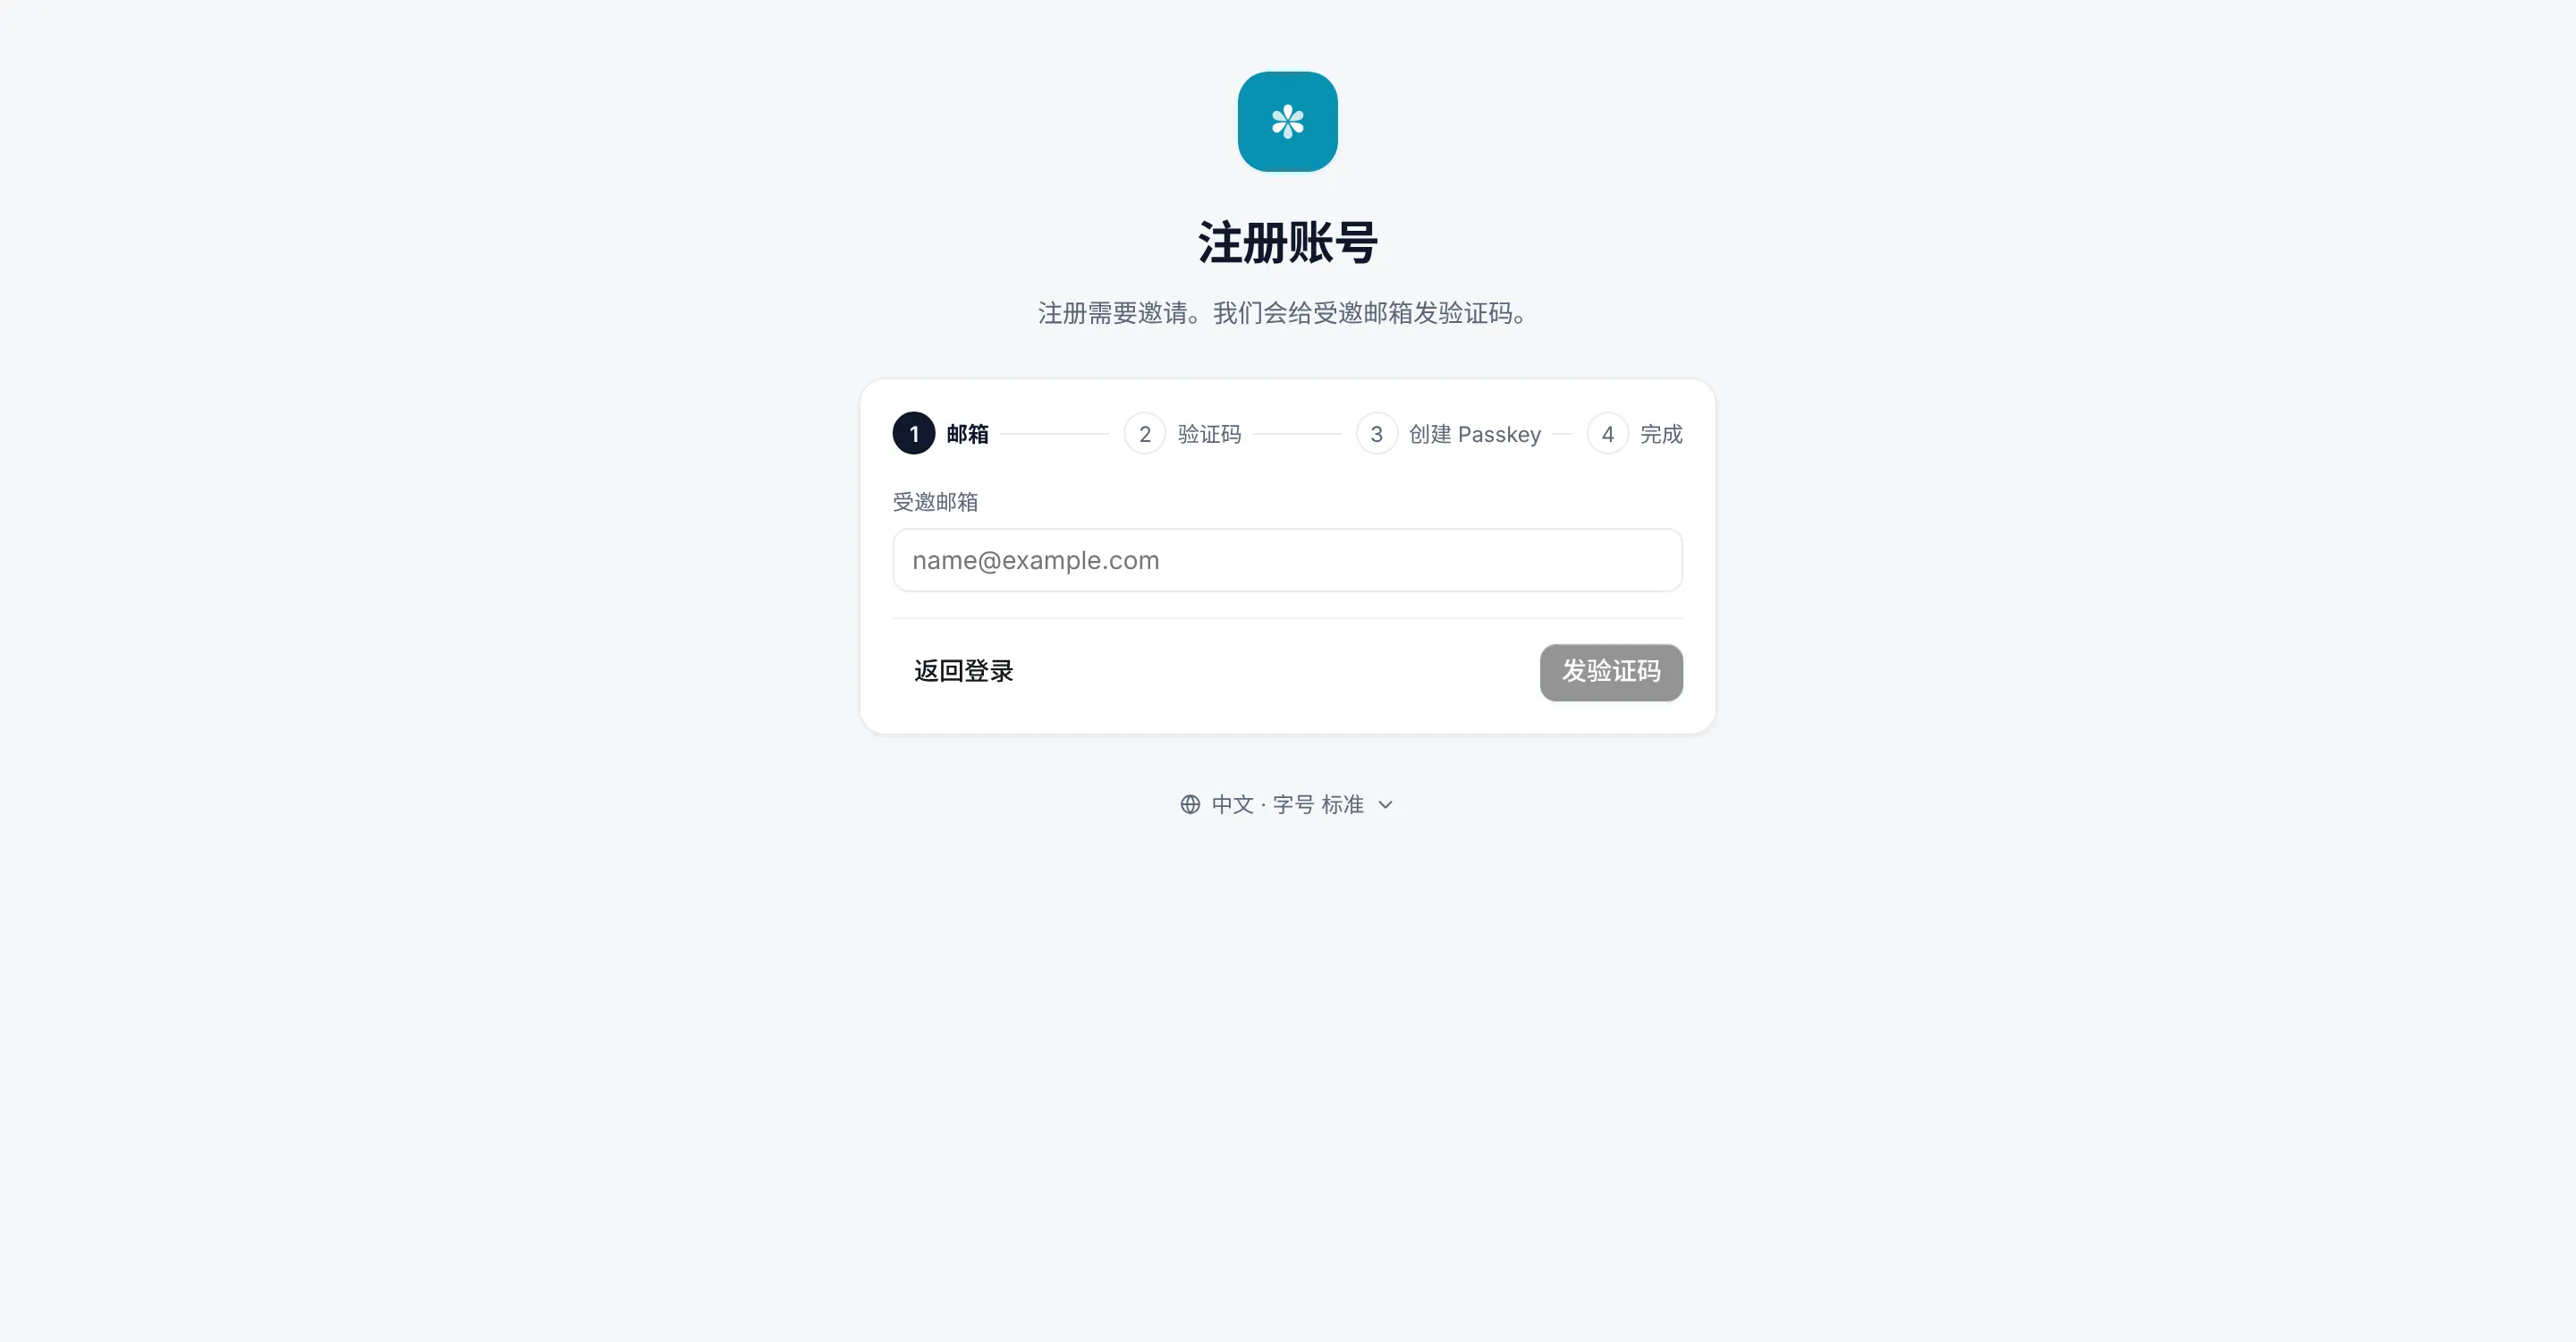 注册账号
注册需要邀请。我们会给受邀邮箱发验证码。
1 邮箱 2 验证码 3 创建 Passkey 4 完成
受邀邮箱
name@example.com
返回登录 发验证码
中文 · 字号 标准